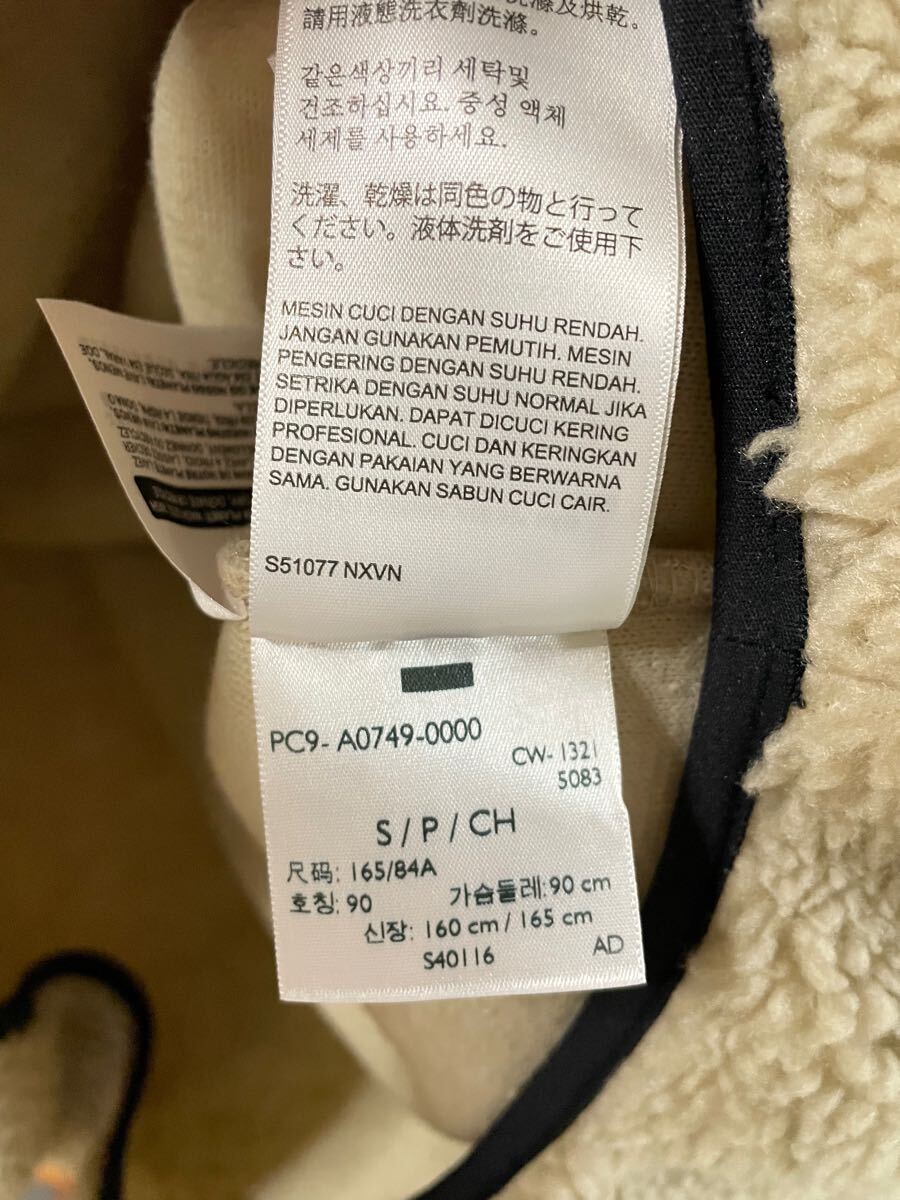 洗滌及烘乾。
請用液態洗衣劑洗滌。
같은색상끼리 세탁및
건조하십시요. 중성 액체
세제를 사용하세요.
洗濯、乾燥は同色の物と行って
ください。液体洗剤をご使用下
さい。
MESIN CUCI DENGAN SUHU RENDAH.
JANGAN GUNAKAN PEMUTIH. MESIN
PENGERING DENGAN SUHU RENDAH.
SETRIKA DENGAN SUHU NORMAL JIKA
DIPERLUKAN. DAPAT DICUCI KERING
PROFESIONAL. CUCI DAN KERINGKAN
DENGAN PAKAIAN YANG BERWARNA
SAMA. GUNAKAN SABUN CUCI CAIR.
S51077 NXVN
PC9- A0749-0000
CW- 1321
5083
S / P / CH
尺码: 165/84A
호칭: 90 가슴둘레: 90 cm
신장: 160 cm / 165 cm
S40116 AD